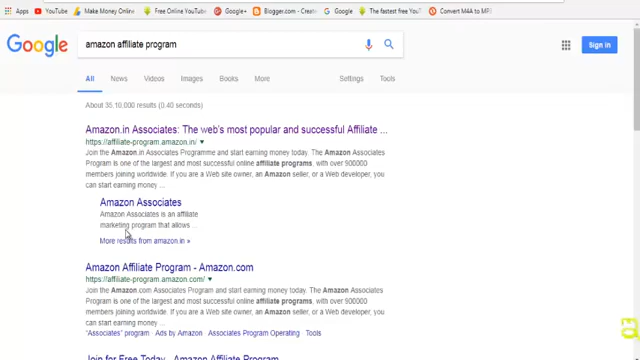 Apps YouTube Make Money Online Free Online YouTube Google+ Blogger.com - Create Google The fastest free YouT Convert M4A to MP3
Google amazon affiliate program Sign in
All News Videos Images Books More Settings Tools
About 35,10,000 results (0.40 seconds)
Amazon.in Associates: The web's most popular and successful Affiliate ...
https://affiliate-program.amazon.in/
Join the Amazon.in Associates Programme and start earning money today. The Amazon Associates
Program is one of the largest and most successful online affiliate programs, with over 900000
members joining worldwide. If you are a Web site owner, an Amazon seller, or a Web developer, you
can start earning money ...
Amazon Associates
Amazon Associates is an affiliate
marketing program that allows ...
More results from amazon.in »
Amazon Affiliate Program - Amazon.com
https://affiliate-program.amazon.com/
Join the Amazon.com Associates Program and start earning money today. The Amazon Associates
Program is one of the largest and most successful online affiliate programs, with over 900000
members joining worldwide. If you are a Web site owner, an Amazon seller, or a Web developer, you
can start earning money ...
"Associates" program · Ads by Amazon · Associates Program Operating · Tools
Join for Free Today - Amazon Affiliate Program